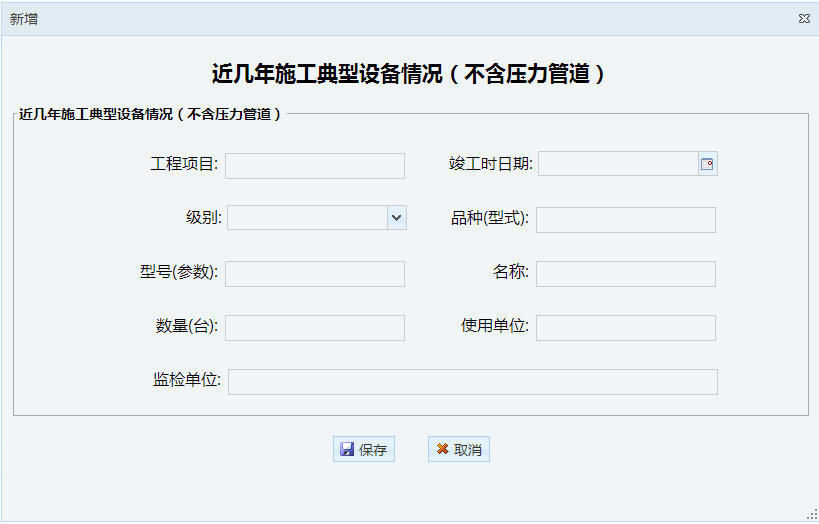 新增
近几年施工典型设备情况（不含压力管道）
近几年施工典型设备情况（不含压力管道）
工程项目: 竣工时日期:
级别: 品种(型式):
型号(参数): 名称:
数量(台): 使用单位:
监检单位:
保存 取消